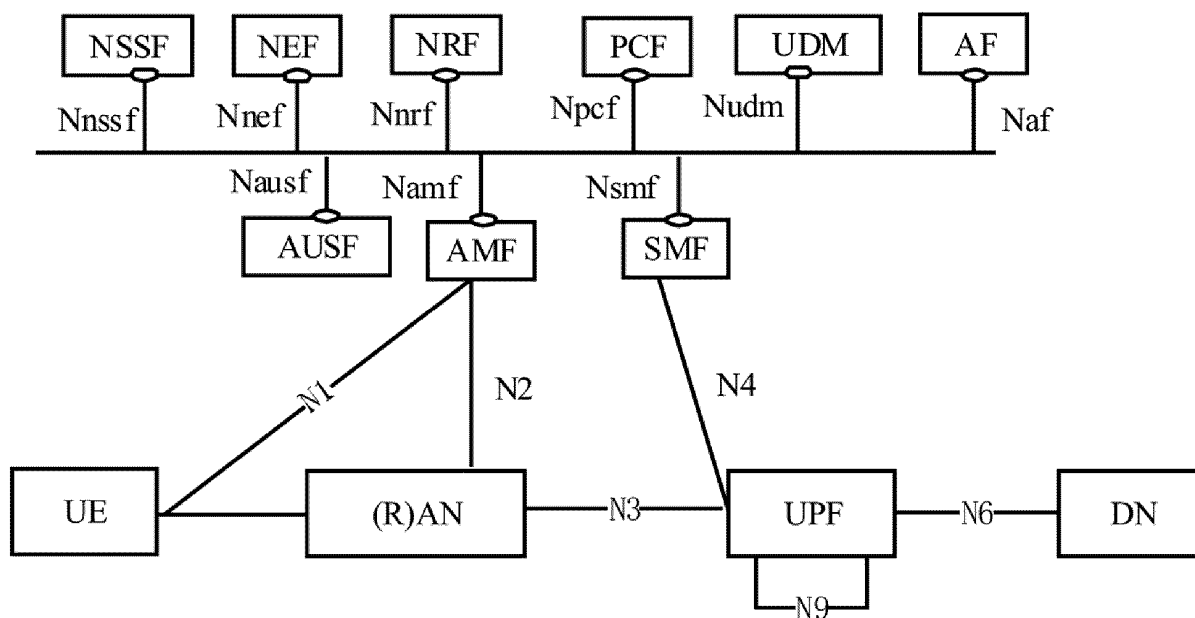 NSSF NEF NRF PCF UDM AF
Nnssf Nnef Nnrf Npcf Nudm Naf
Nausf Namf Nsmf
AUSF AMF SMF
N1 N2 N4
UE (R)AN N3 UPF N6 DN
N9